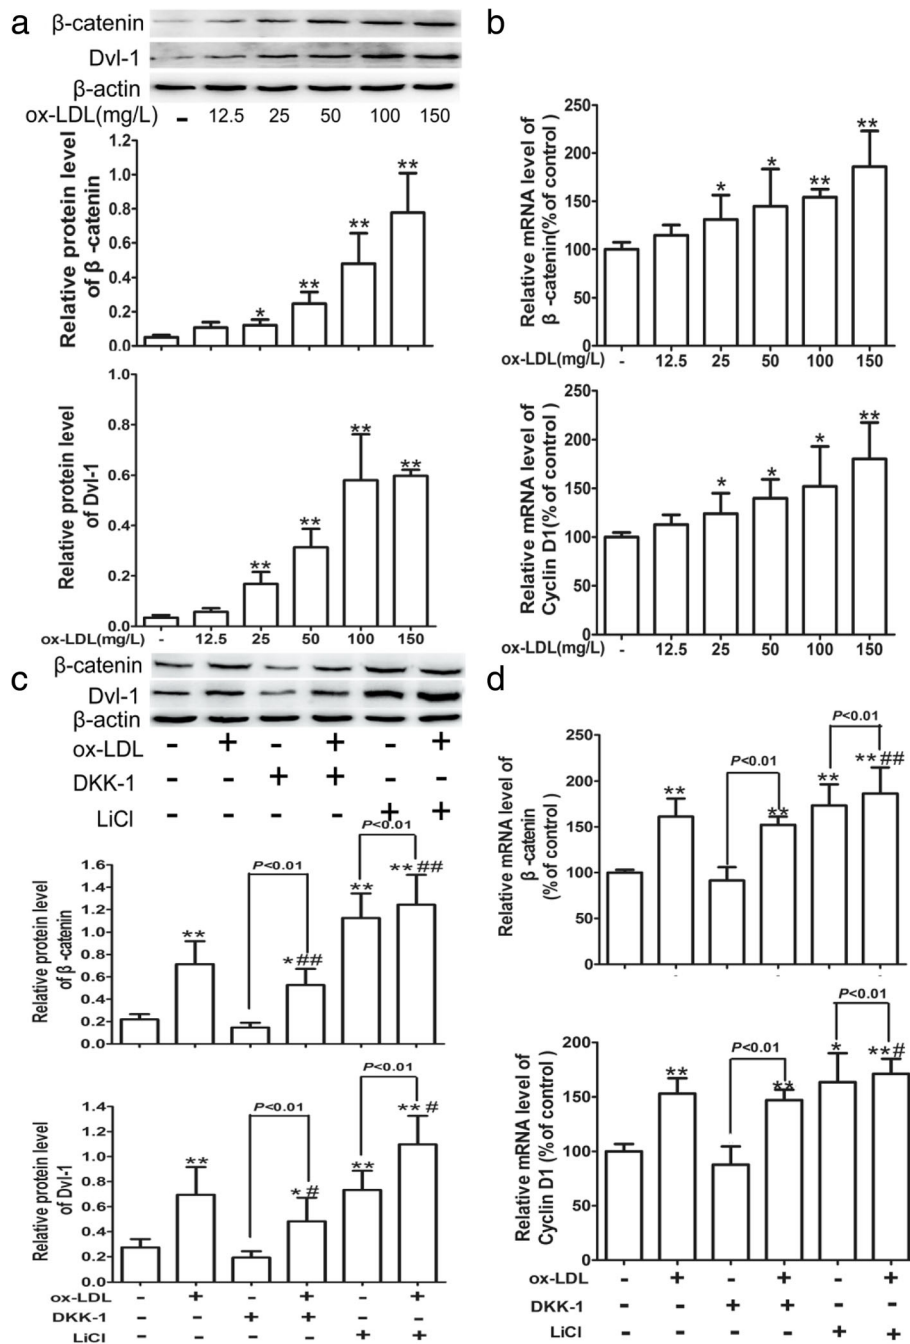 a
β-catenin
Dvl-1
β-actin
ox-LDL(mg/L) - 12.5 25 50 100 150
Relative protein level
of β -catenin
1.2
1.0
0.8
0.6
0.4
0.2
0.0
*
**
**
**
Relative protein level
of Dvl-1
1.0
0.8
0.6
0.4
0.2
0.0
**
**
**
**
ox-LDL(mg/L) - 12.5 25 50 100 150
b
Relative mRNA level of
β -catenin(% of control )
250
200
150
100
50
0
*
*
**
**
ox-LDL(mg/L) - 12.5 25 50 100 150
Relative mRNA level of
Cyclin D1(% of control )
250
200
150
100
50
0
*
*
*
**
ox-LDL(mg/L) - 12.5 25 50 100 150
c
β-catenin
Dvl-1
β-actin
ox-LDL - + - + - +
DKK-1 - - + + - -
LiCl - - - - + +
Relative protein level
of β -catenin
1.6
1.4
1.2
1.0
0.8
0.6
0.4
0.2
0.0
**
P<0.01
*##
**
P<0.01
**##
Relative protein level
of Dvl-1
1.4
1.2
1.0
0.8
0.6
0.4
0.2
0.0
**
P<0.01
*#
**
P<0.01
**#
ox-LDL - + - + - +
DKK-1 - - + + - -
LiCl - - - - + +
d
Relative mRNA level of
β -catenin
(% of control )
250
200
150
100
50
0
**
P<0.01
**
**
P<0.01
**##
Relative mRNA level of
Cyclin D1 (% of control )
200
150
100
50
0
**
P<0.01
**
*
P<0.01
**#
ox-LDL - + - + - +
DKK-1 - - + + - -
LiCl - - - - + +